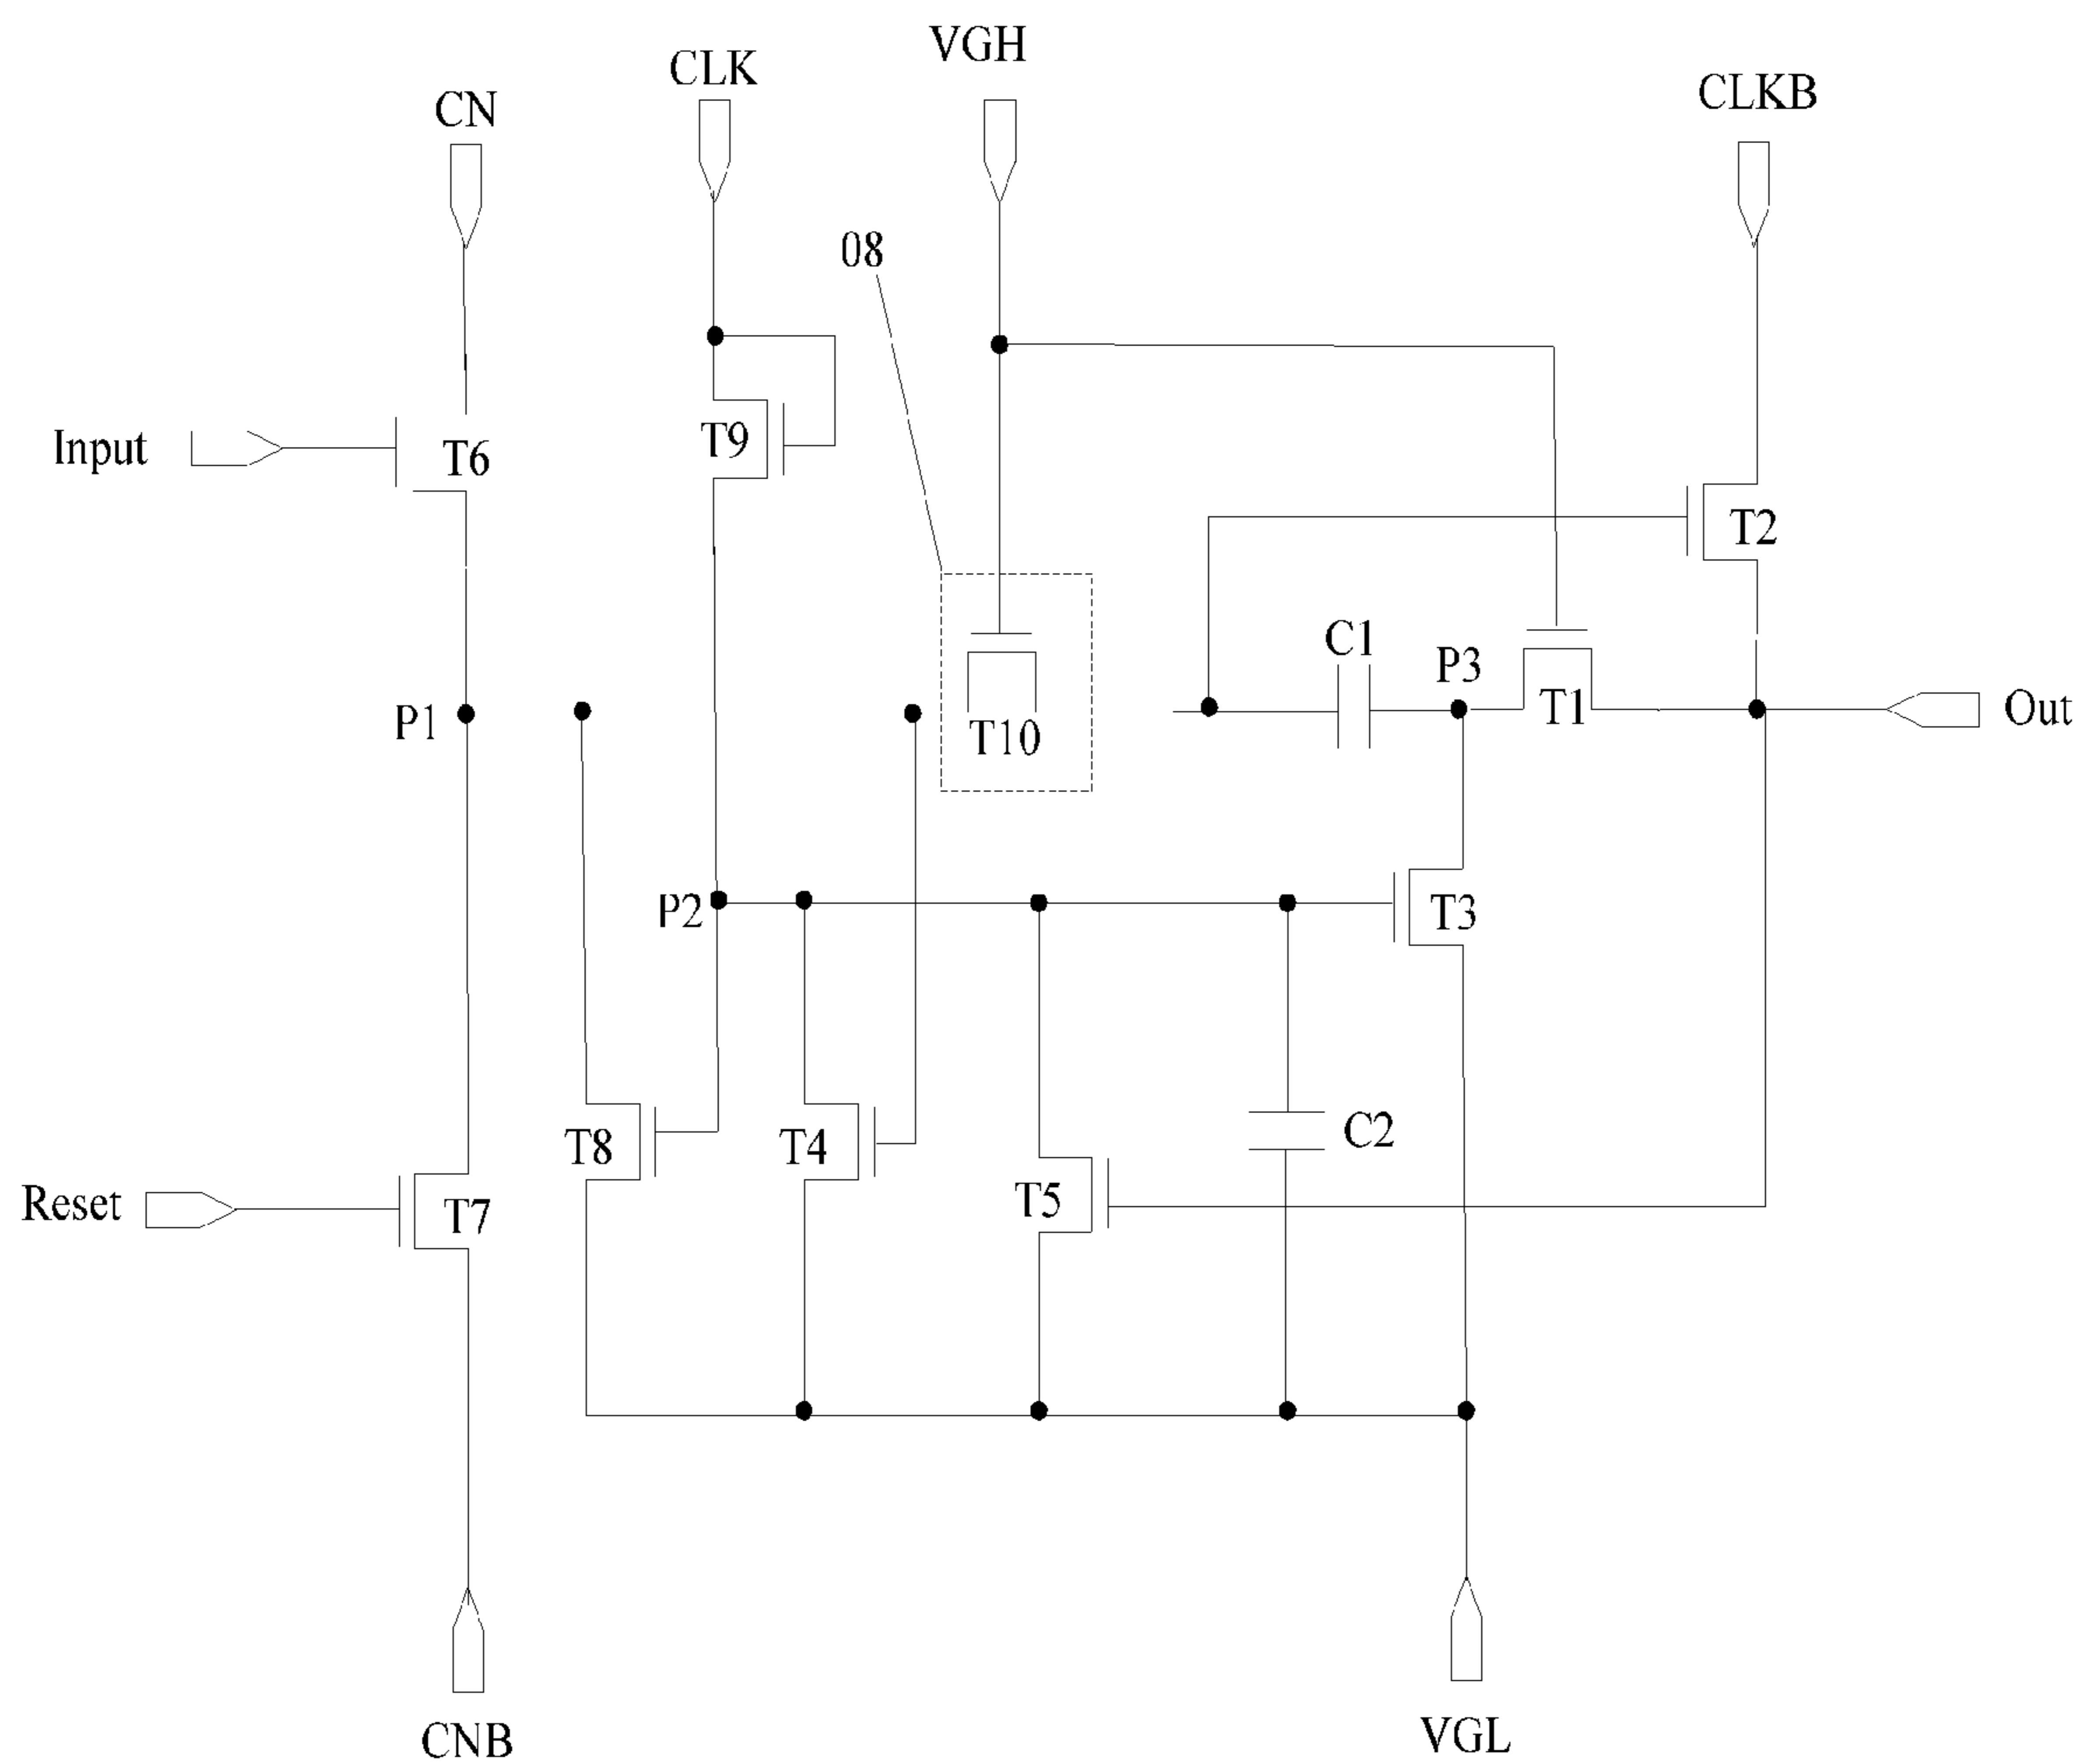 VGH
CLK
CLKB
CN
08
T9
Input
T6
T2
C1
P3
P1
T1
Out
T10
P2
T3
C2
T8
T4
T5
Reset
T7
CNB
VGL